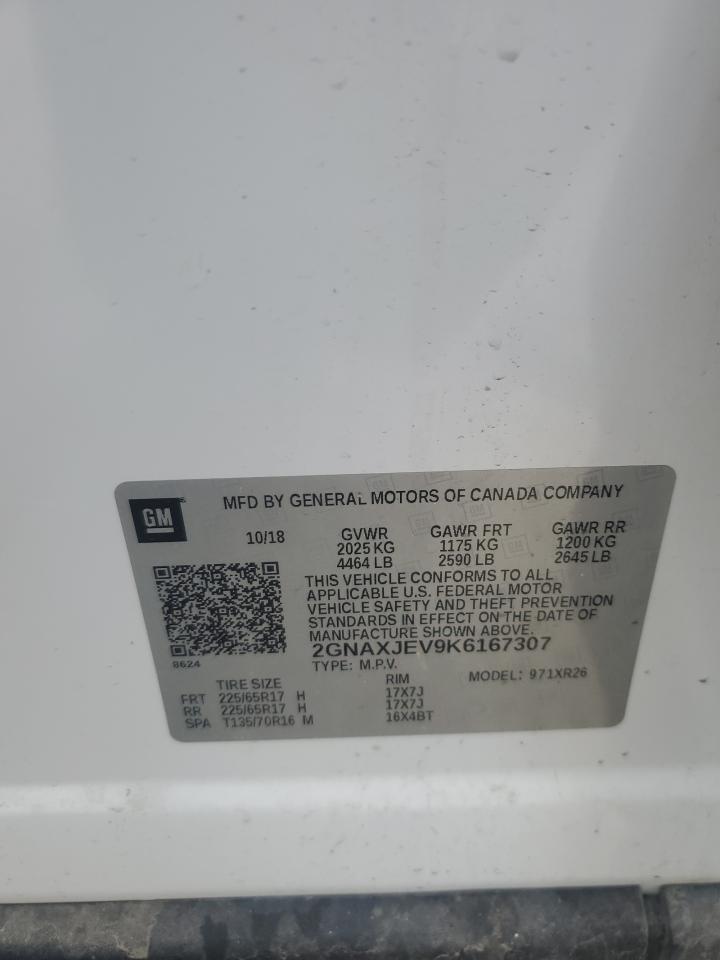 GM
MFD BY GENERAL MOTORS OF CANADA COMPANY
10/18 GVWR GAWR FRT GAWR RR
2025 KG 1175 KG 1200 KG
4464 LB 2590 LB 2645 LB
THIS VEHICLE CONFORMS TO ALL
APPLICABLE U.S. FEDERAL MOTOR
VEHICLE SAFETY AND THEFT PREVENTION
STANDARDS IN EFFECT ON THE DATE OF
MANUFACTURE SHOWN ABOVE.
8624
2GNAXJEV9K6167307
TYPE: M.P.V. MODEL: 971XR26
TIRE SIZE RIM
FRT 225/65R17 H 17X7J
RR 225/65R17 H 17X7J
SPA T135/70R16 M 16X4BT